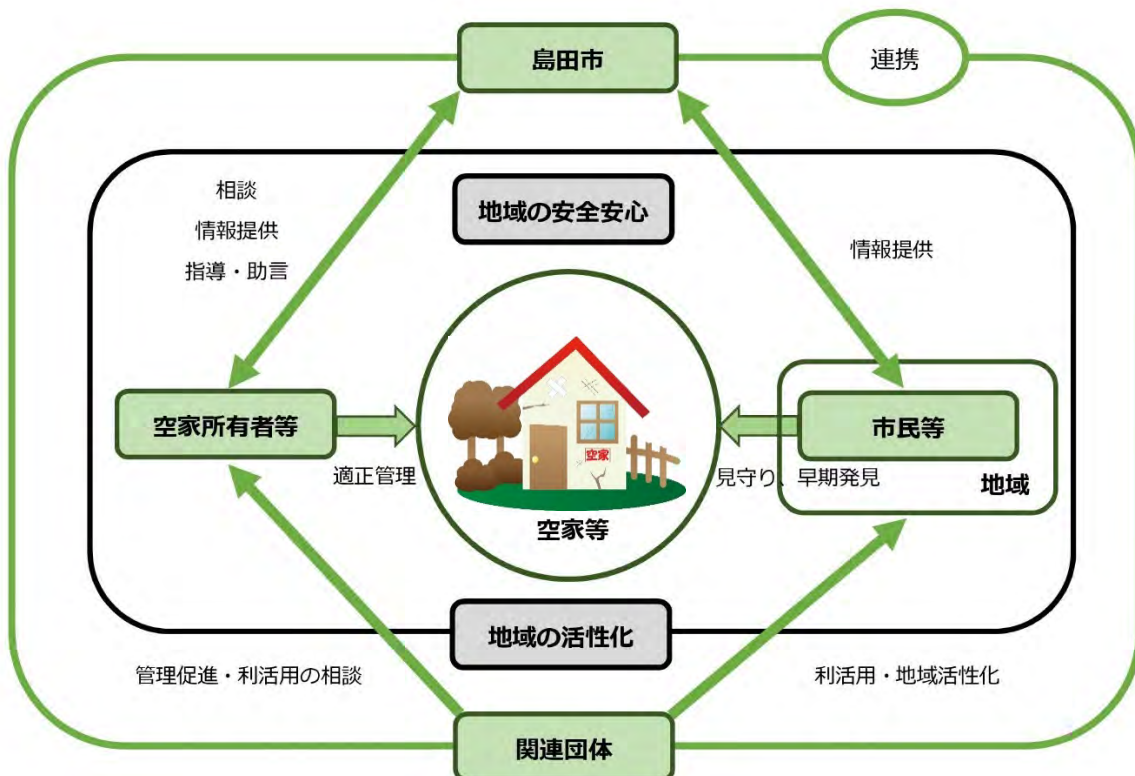 島田市
連携
地域の安全安心
相談
情報提供
指導・助言
情報提供
空家所有者等
適正管理
空家
空家等
市民等
見守り、早期発見
地域
地域の活性化
管理促進・利活用の相談
利活用・地域活性化
関連団体